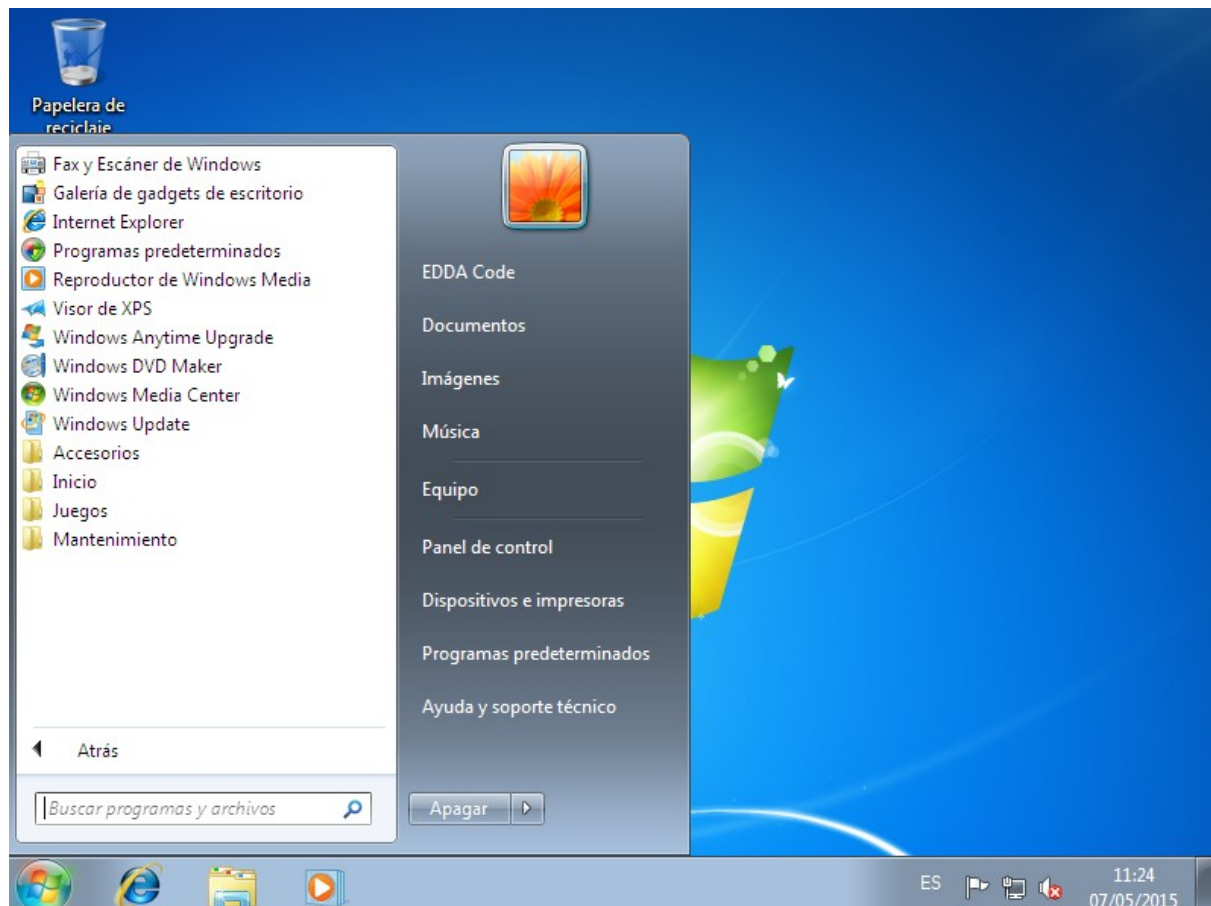 Papelera de
reciclaje
Fax y Escáner de Windows
Galería de gadgets de escritorio
Internet Explorer
Programas predeterminados
Reproductor de Windows Media
Visor de XPS
Windows Anytime Upgrade
Windows DVD Maker
Windows Media Center
Windows Update
Accesorios
Inicio
Juegos
Mantenimiento
Atrás
Buscar programas y archivos
EDDA Code
Documentos
Imágenes
Música
Equipo
Panel de control
Dispositivos e impresoras
Programas predeterminados
Ayuda y soporte técnico
Apagar
ES
11:24
07/05/2015